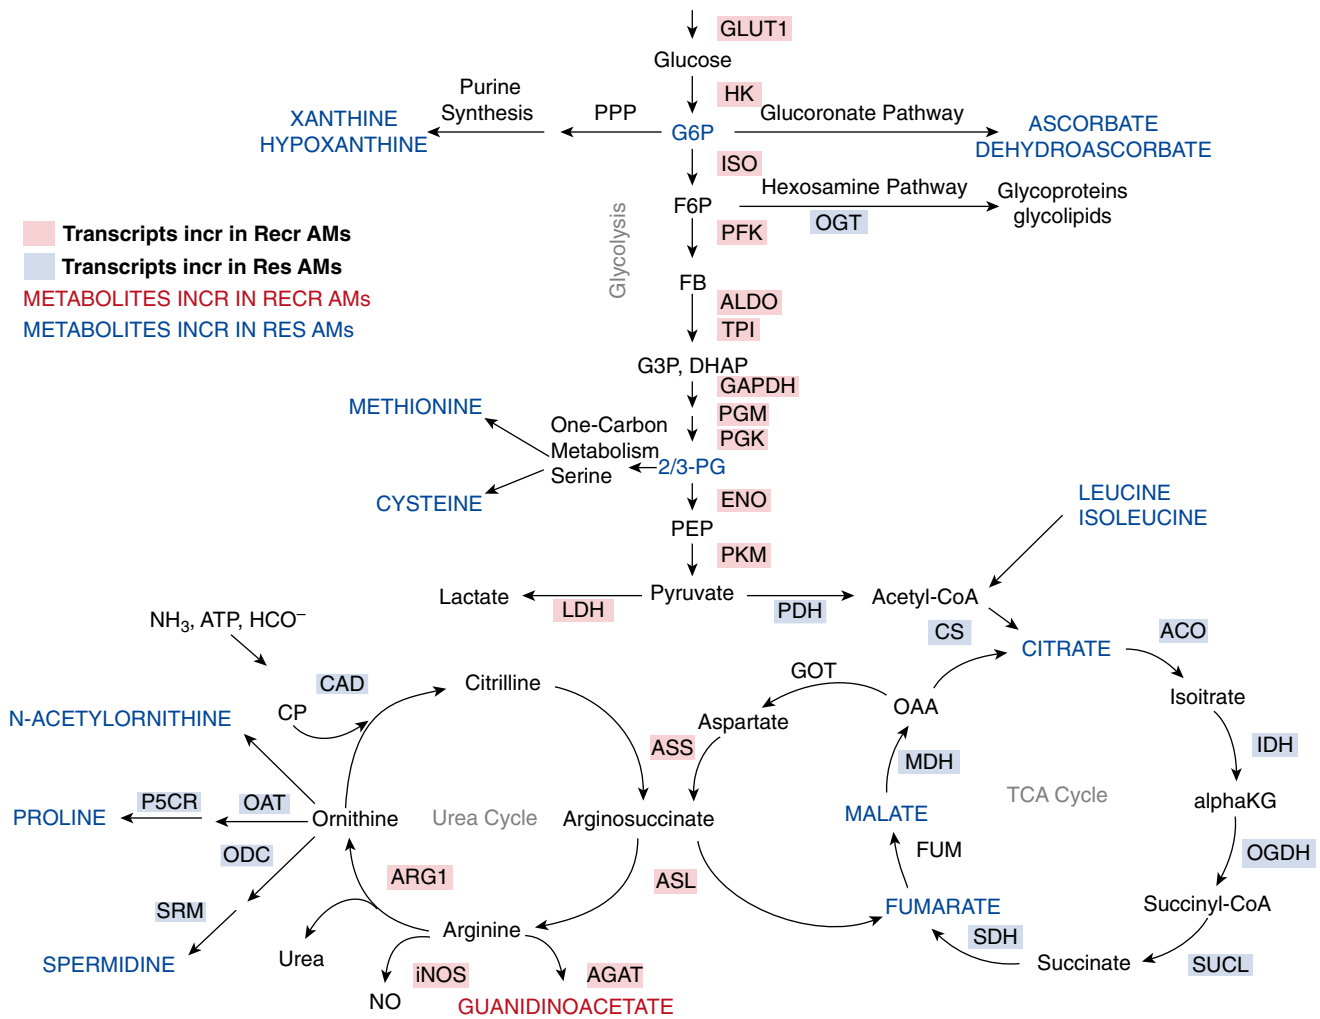 GLUT1
Glucose
HK
Purine
Synthesis
PPP
G6P
Glucoronate Pathway
XANTHINE
HYPOXANTHINE
ASCORBATE
DEHYDROASCORBATE
ISO
F6P
Hexosamine Pathway
OGT
Glycoproteins
glycolipids
Glycolysis
PFK
Transcripts incr in Recr AMs
Transcripts incr in Res AMs
METABOLITES INCR IN RECR AMs
METABOLITES INCR IN RES AMs
FB
ALDO
TPI
G3P, DHAP
GAPDH
PGM
PGK
METHIONINE
One-Carbon
Metabolism
Serine
2/3-PG
CYSTEINE
ENO
PEP
PKM
LEUCINE
ISOLEUCINE
Lactate
LDH
Pyruvate
PDH
Acetyl-CoA
CS
CITRATE
ACO
NH3, ATP, HCO−
CAD
CP
Citrilline
GOT
OAA
Isoitrate
N-ACETYLORNITHINE
Aspartate
ASS
MDH
IDH
P5CR
OAT
PROLINE
Ornithine
Urea Cycle
Arginosuccinate
MALATE
TCA Cycle
alphaKG
ODC
ARG1
ASL
FUM
OGDH
SRM
FUMARATE
Succinyl-CoA
Arginine
SDH
Urea
SPERMIDINE
iNOS
AGAT
Succinate
SUCL
NO
GUANIDINOACETATE